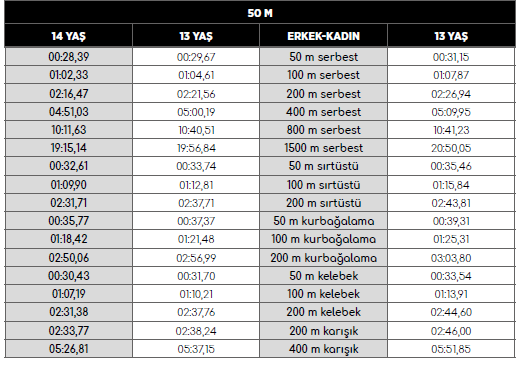 50 M
14 YAŞ 13 YAŞ ERKEK-KADIN 13 YAŞ
00:28,39 00:29,67 50 m serbest 00:31,15
01:02,33 01:04,61 100 m serbest 01:07,87
02:16,47 02:21,56 200 m serbest 02:26,94
04:51,03 05:00,19 400 m serbest 05:09,95
10:11,63 10:40,51 800 m serbest 10:41,23
19:15,14 19:56,84 1500 m serbest 20:50,05
00:32,61 00:33,74 50 m sırtüstü 00:35,46
01:09,90 01:12,81 100 m sırtüstü 01:15,84
02:31,71 02:37,71 200 m sırtüstü 02:43,81
00:35,77 00:37,37 50 m kurbağalama 00:39,31
01:18,42 01:21,48 100 m kurbağalama 01:25,31
02:50,06 02:56,99 200 m kurbağalama 03:03,80
00:30,43 00:31,70 50 m kelebek 00:33,54
01:07,19 01:10,21 100 m kelebek 01:13,91
02:31,38 02:37,76 200 m kelebek 02:44,60
02:33,77 02:38,24 200 m karışık 02:46,00
05:26,81 05:37,15 400 m karışık 05:51,85